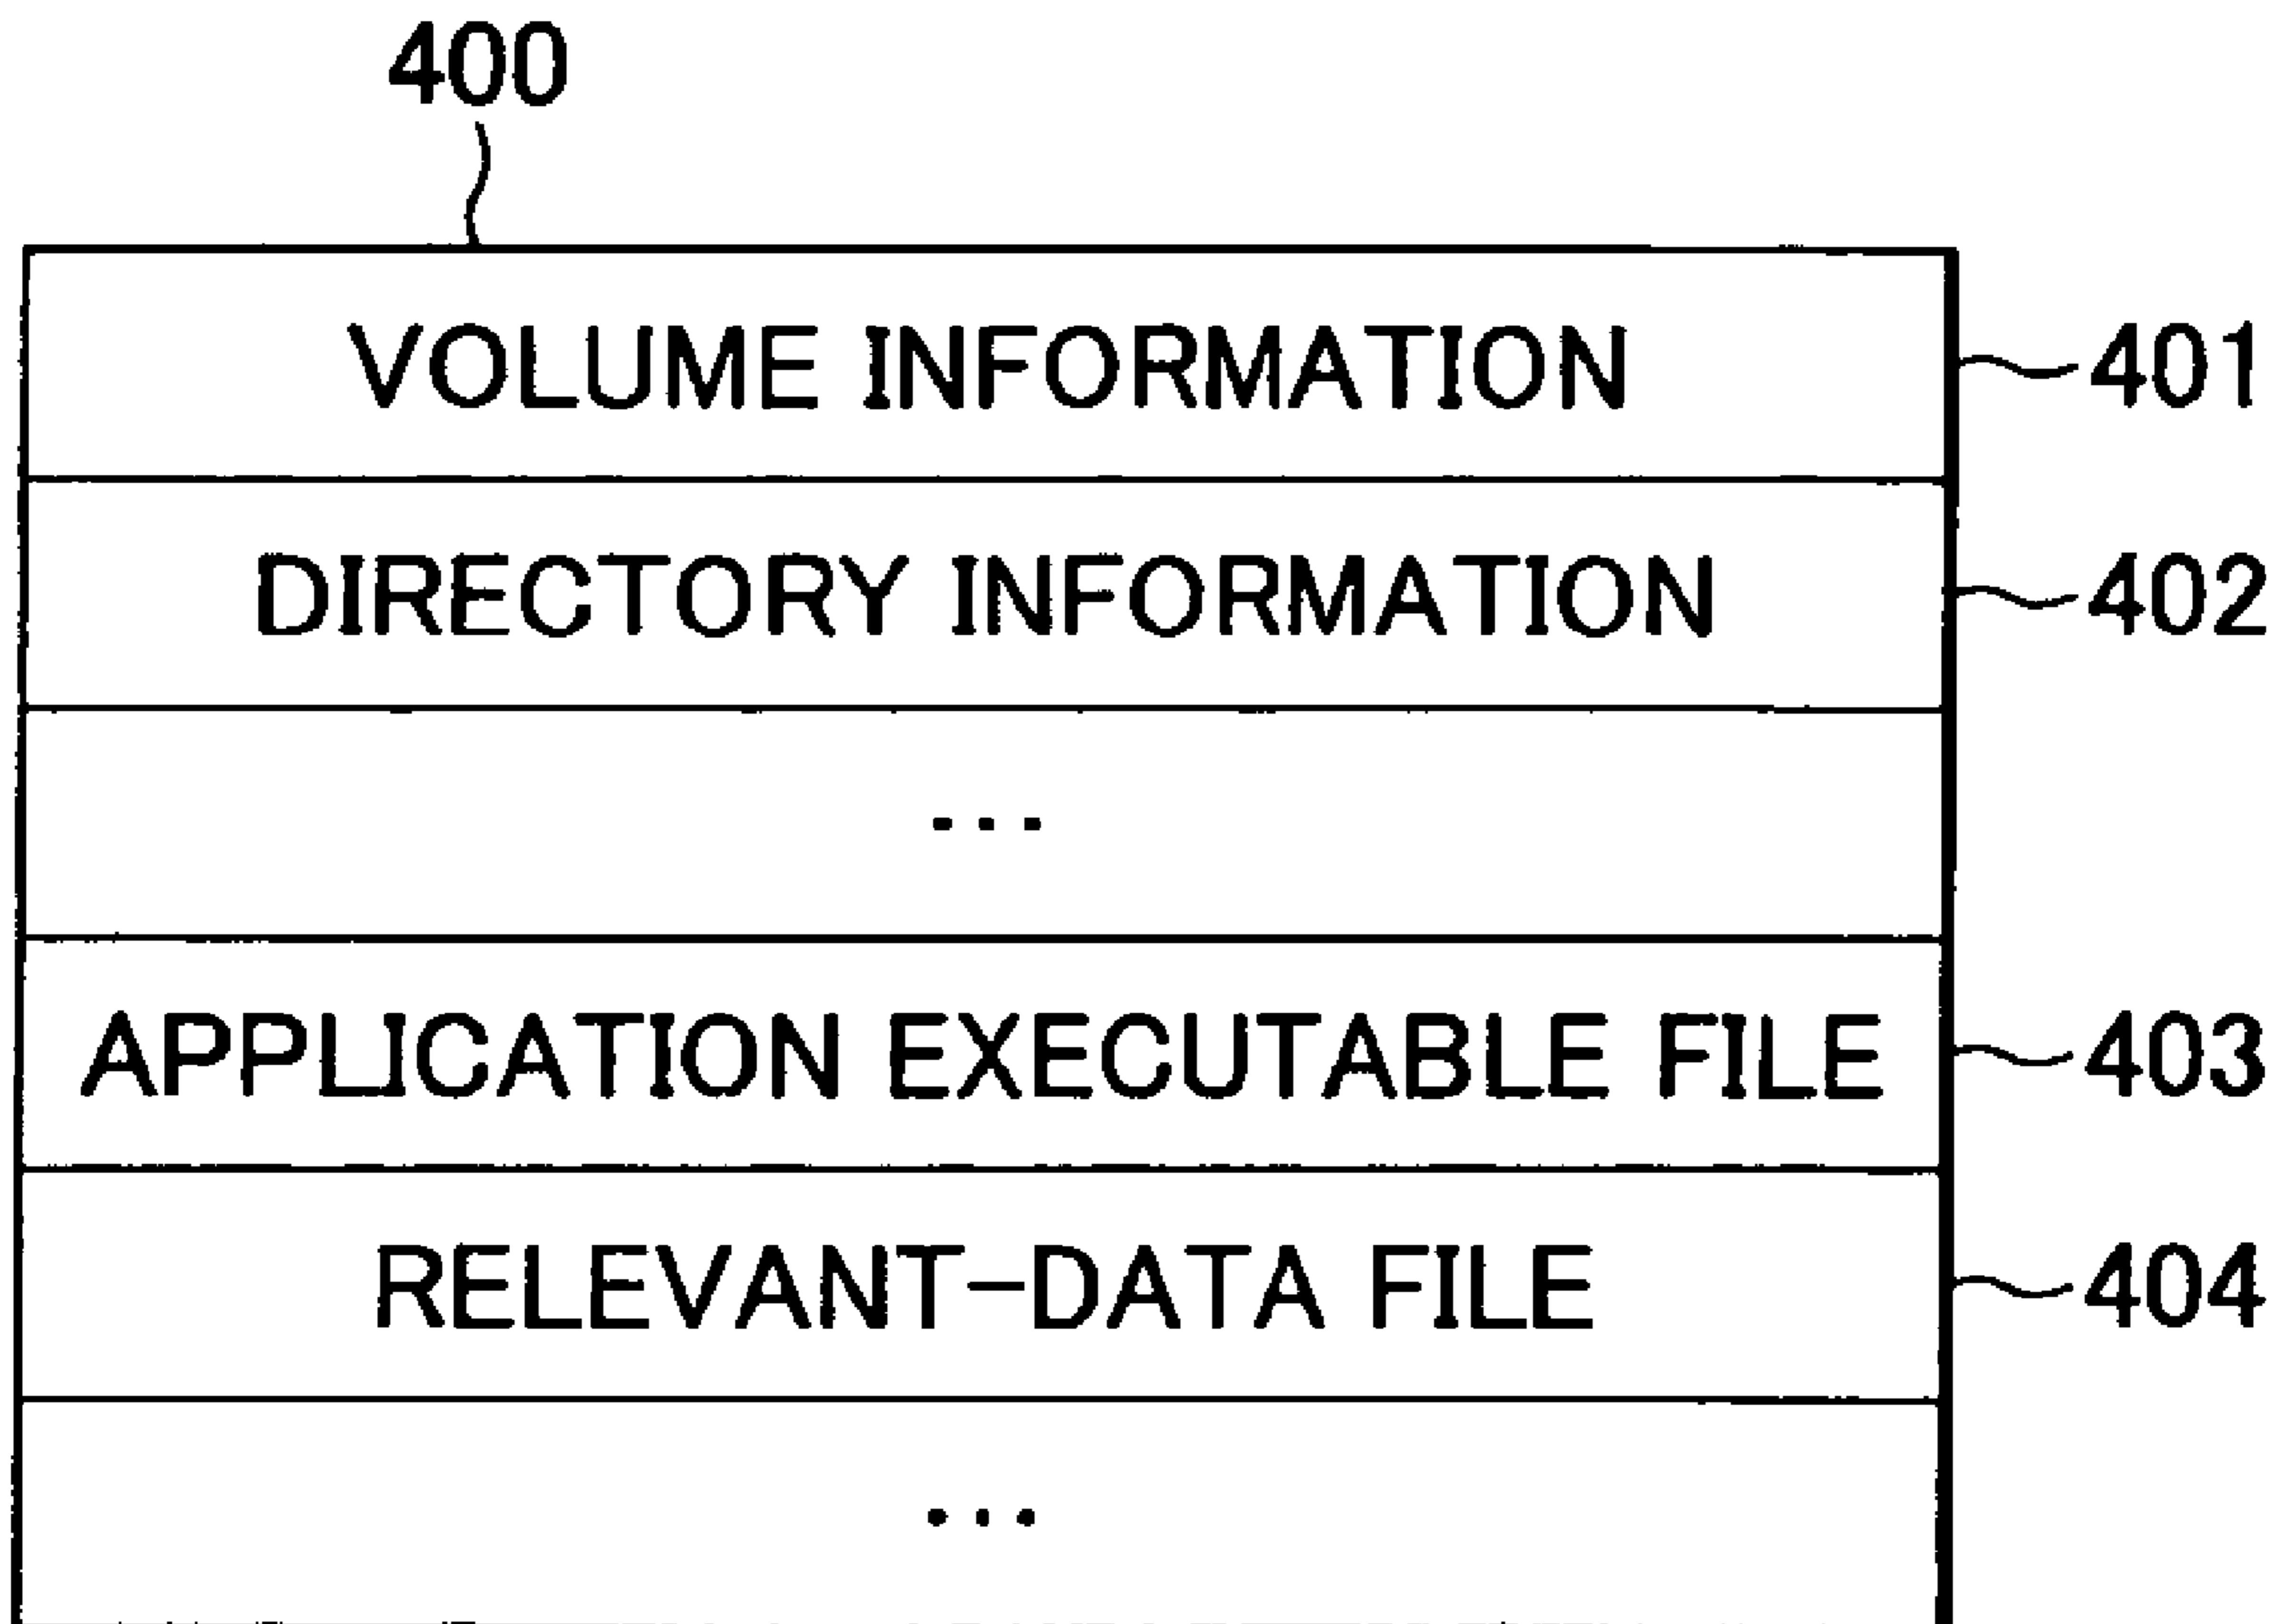 400
VOLUME INFORMATION 401
DIRECTORY INFORMATION 402
...
APPLICATION EXECUTABLE FILE 403
RELEVANT-DATA FILE 404
...